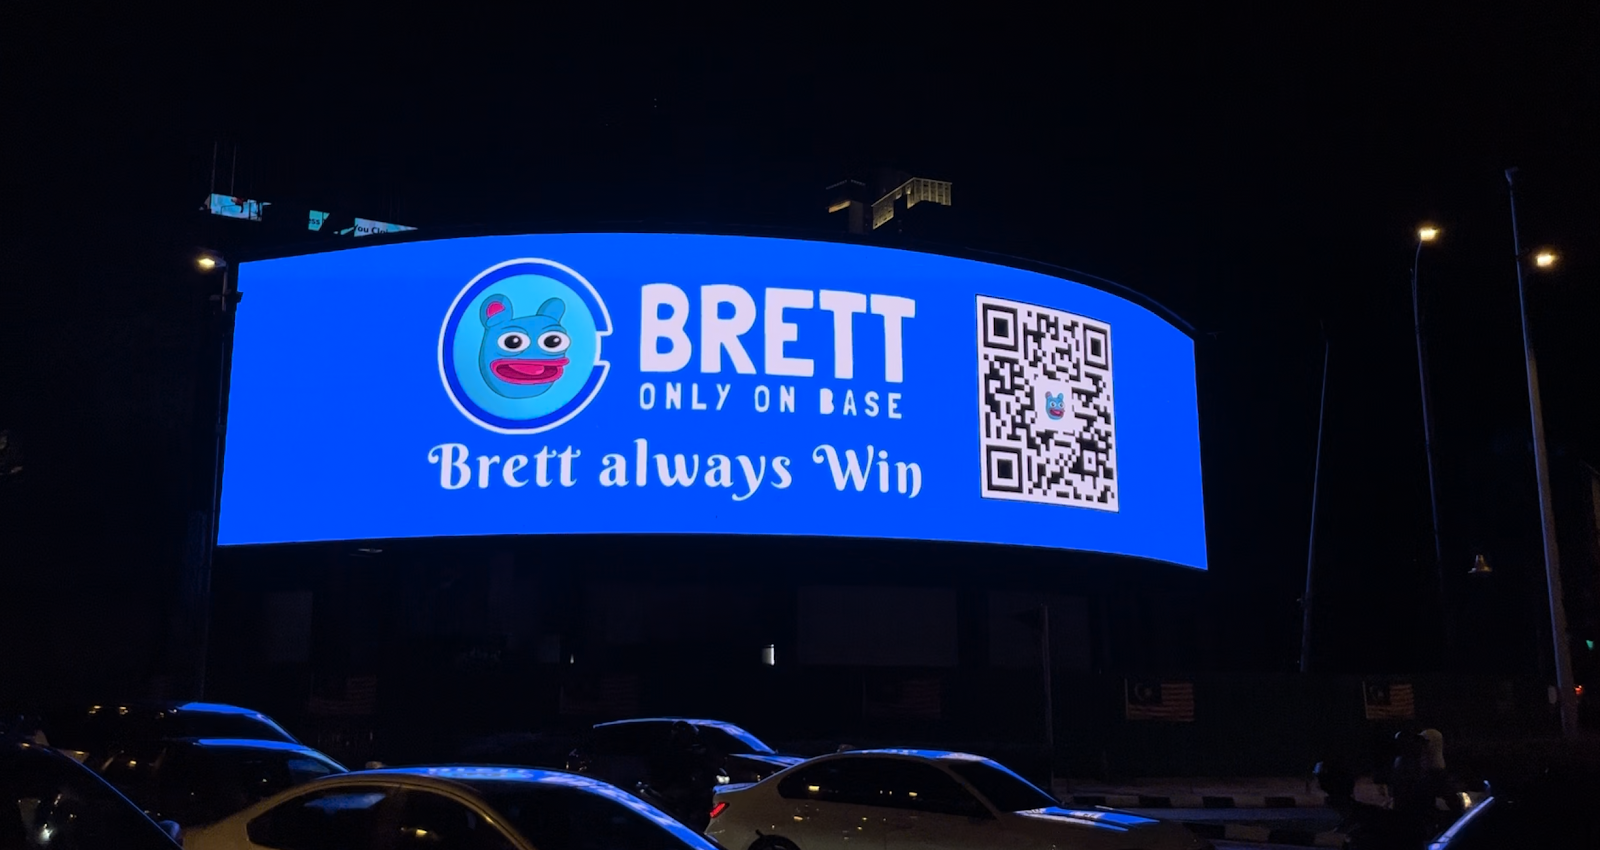 BRETT
ONLY ON BASE
Brett always Win